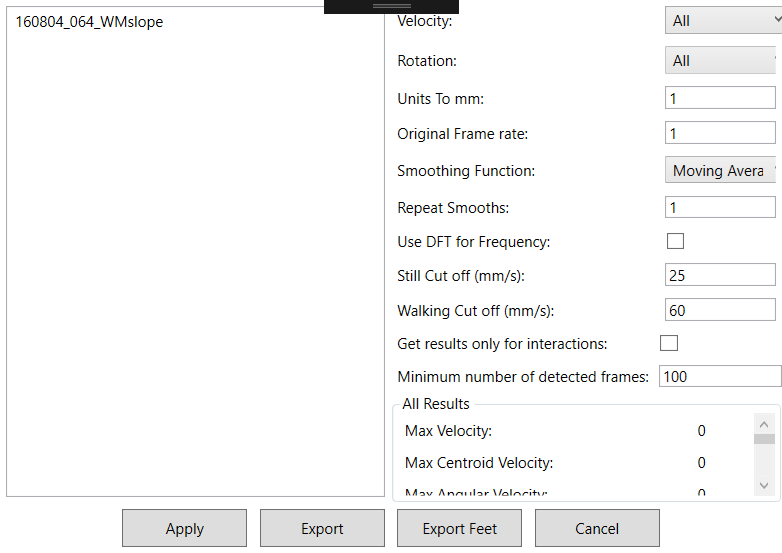 160804_064_WMslope
Velocity: All
Rotation: All
Units To mm: 1
Original Frame rate: 1
Smoothing Function: Moving Avera
Repeat Smooths: 1
Use DFT for Frequency:
Still Cut off (mm/s): 25
Walking Cut off (mm/s): 60
Get results only for interactions:
Minimum number of detected frames: 100
All Results
Max Velocity: 0
Max Centroid Velocity: 0
Max Angular Velocity: 0
Apply Export Export Feet Cancel